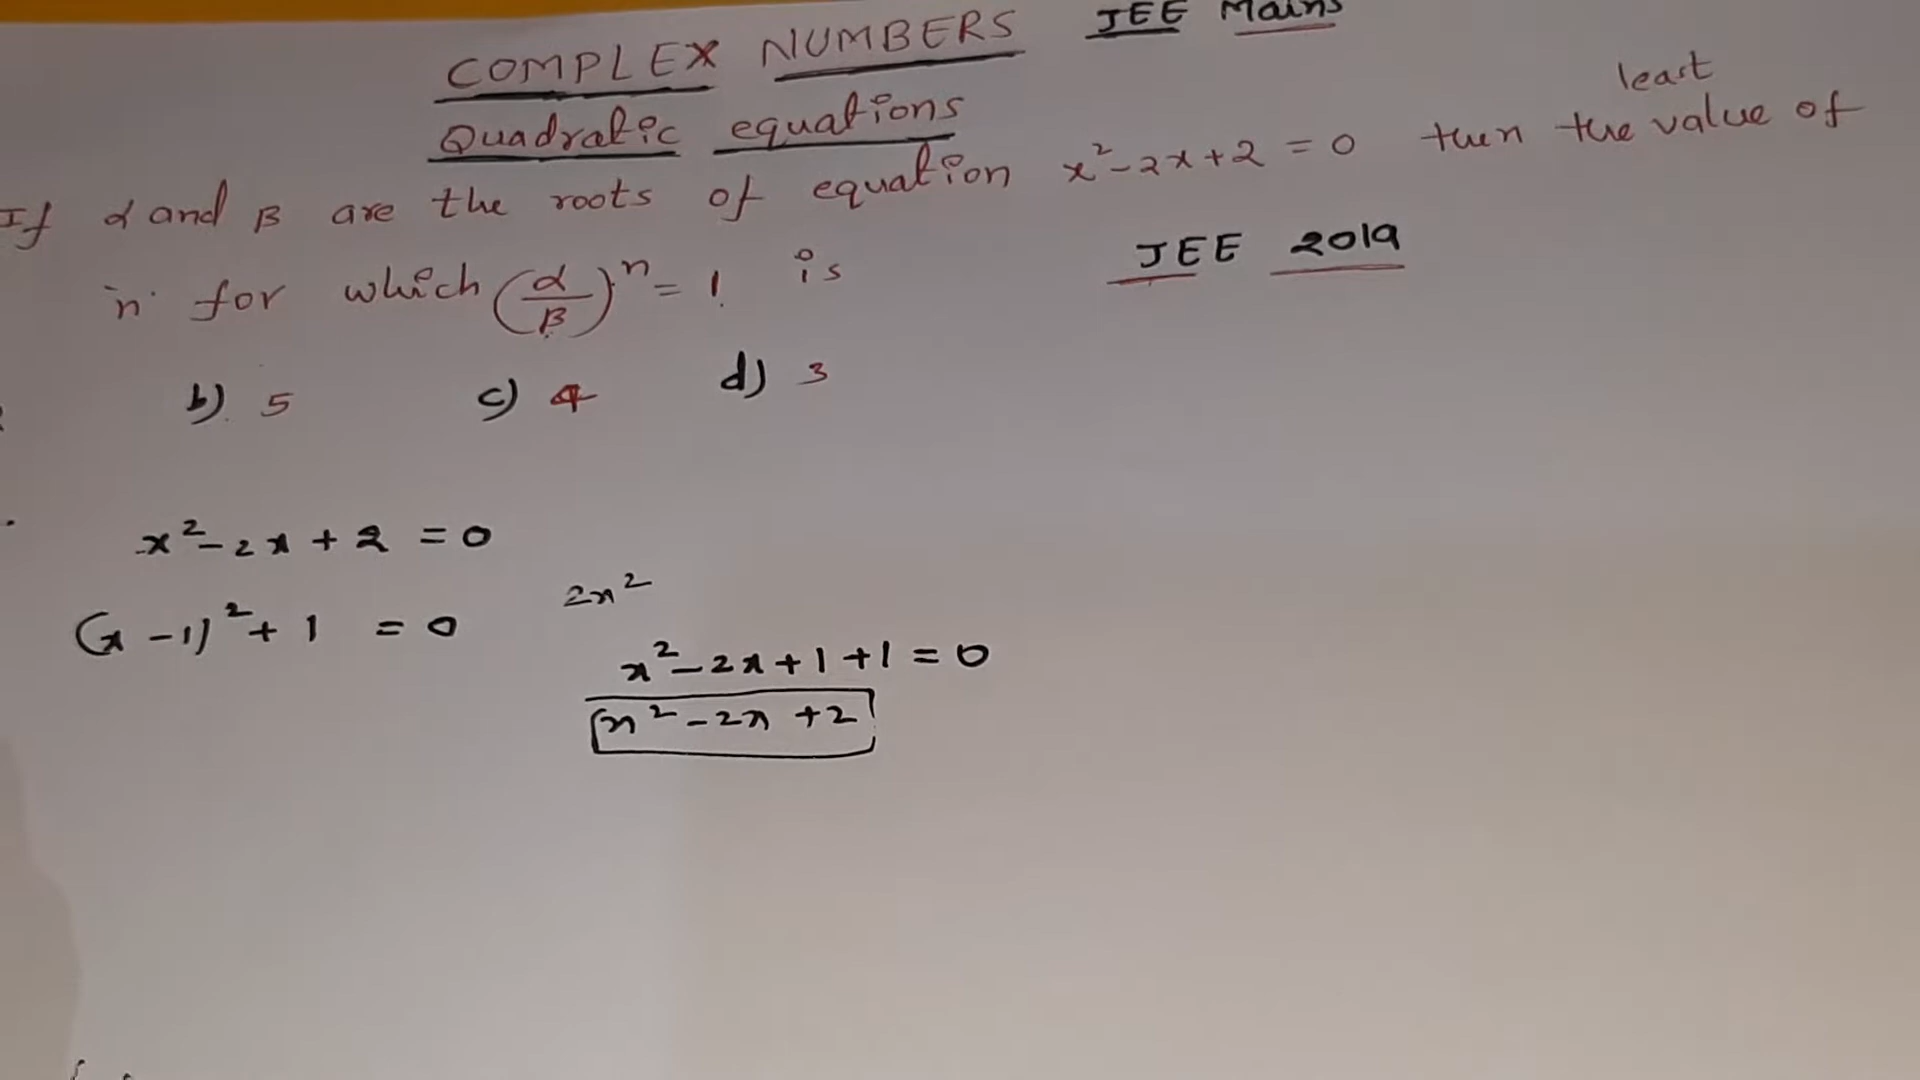 COMPLEX NUMBERS JEE Mains
Quadratic equations
least
If α and β are the roots of equation x²-2x+2 = 0 then the value of
'n' for which (α/β)ⁿ = 1 is
JEE 2019
b) 5 c) 4 d) 3
x²-2x+2 = 0
(x-1)²+1 = 0
2x²
x²-2x+1+1 = 0
x²-2x+2